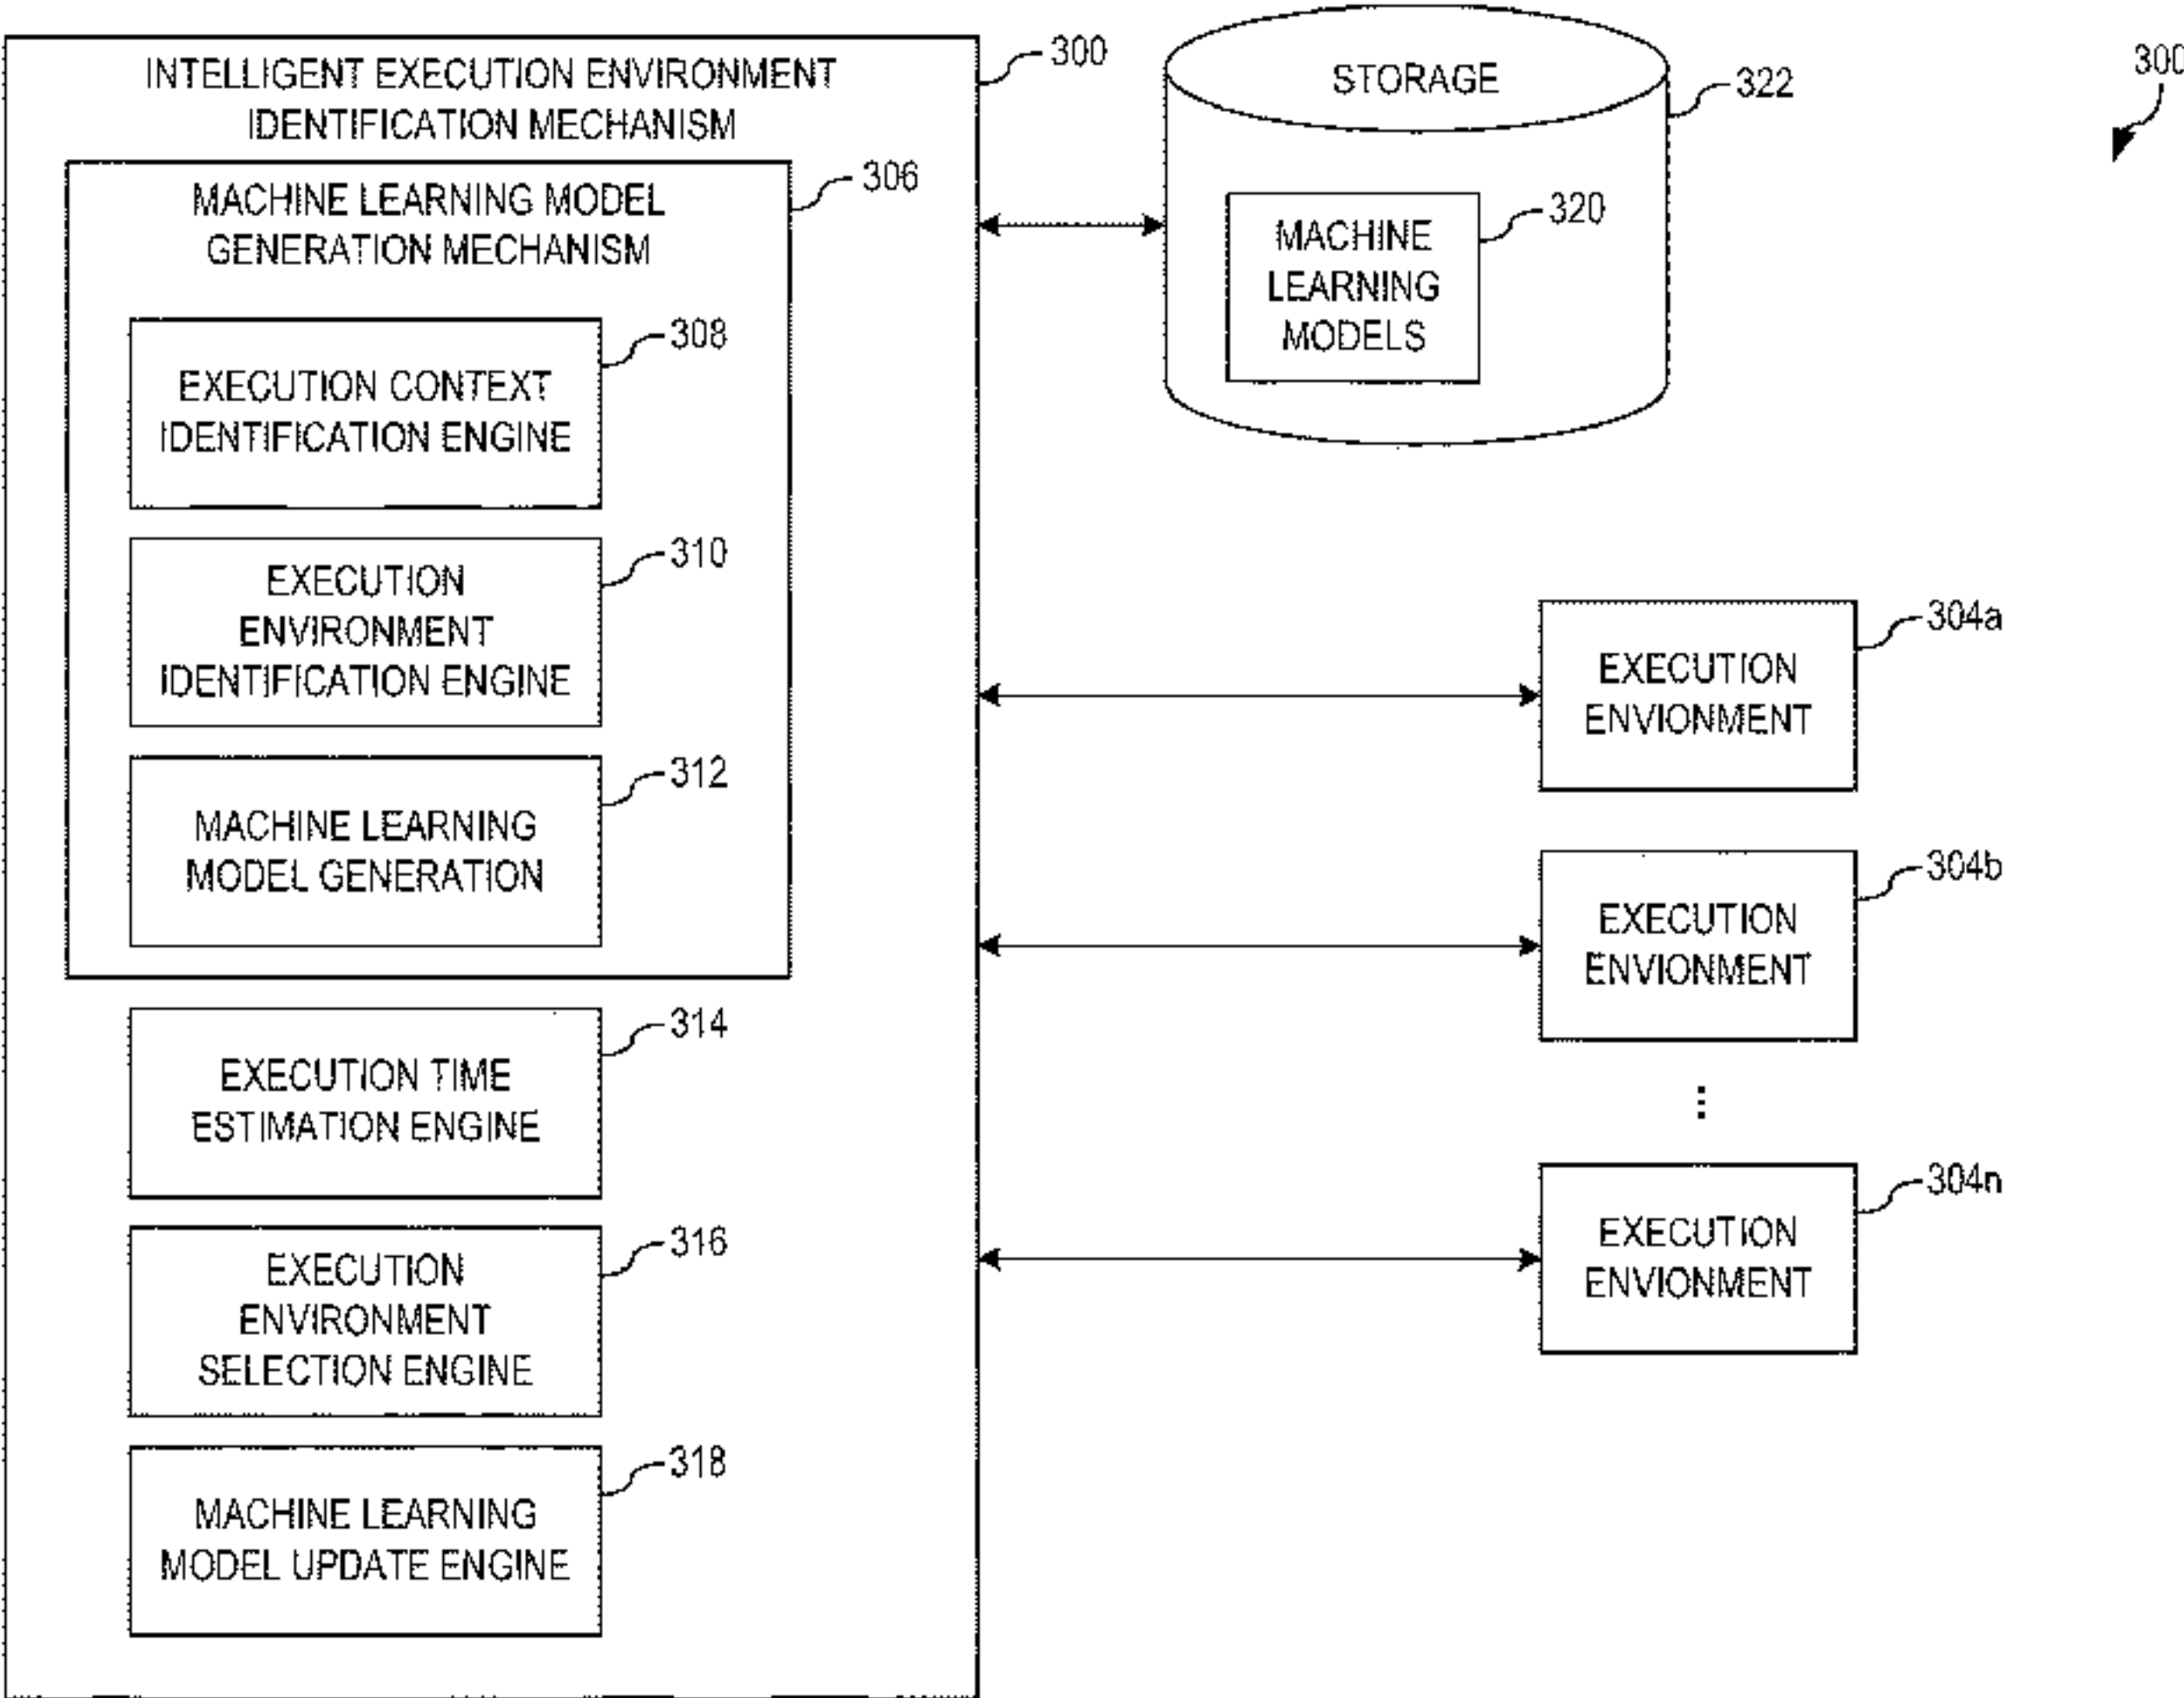 INTELLIGENT EXECUTION ENVIRONMENT
IDENTIFICATION MECHANISM
300
MACHINE LEARNING MODEL
GENERATION MECHANISM
306
EXECUTION CONTEXT
IDENTIFICATION ENGINE
308
EXECUTION
ENVIRONMENT
IDENTIFICATION ENGINE
310
MACHINE LEARNING
MODEL GENERATION
312
EXECUTION TIME
ESTIMATION ENGINE
314
EXECUTION
ENVIRONMENT
SELECTION ENGINE
316
MACHINE LEARNING
MODEL UPDATE ENGINE
318
STORAGE
322
MACHINE
LEARNING
MODELS
320
300
EXECUTION
ENVIONMENT
304a
EXECUTION
ENVIONMENT
304b
...
EXECUTION
ENVIONMENT
304n